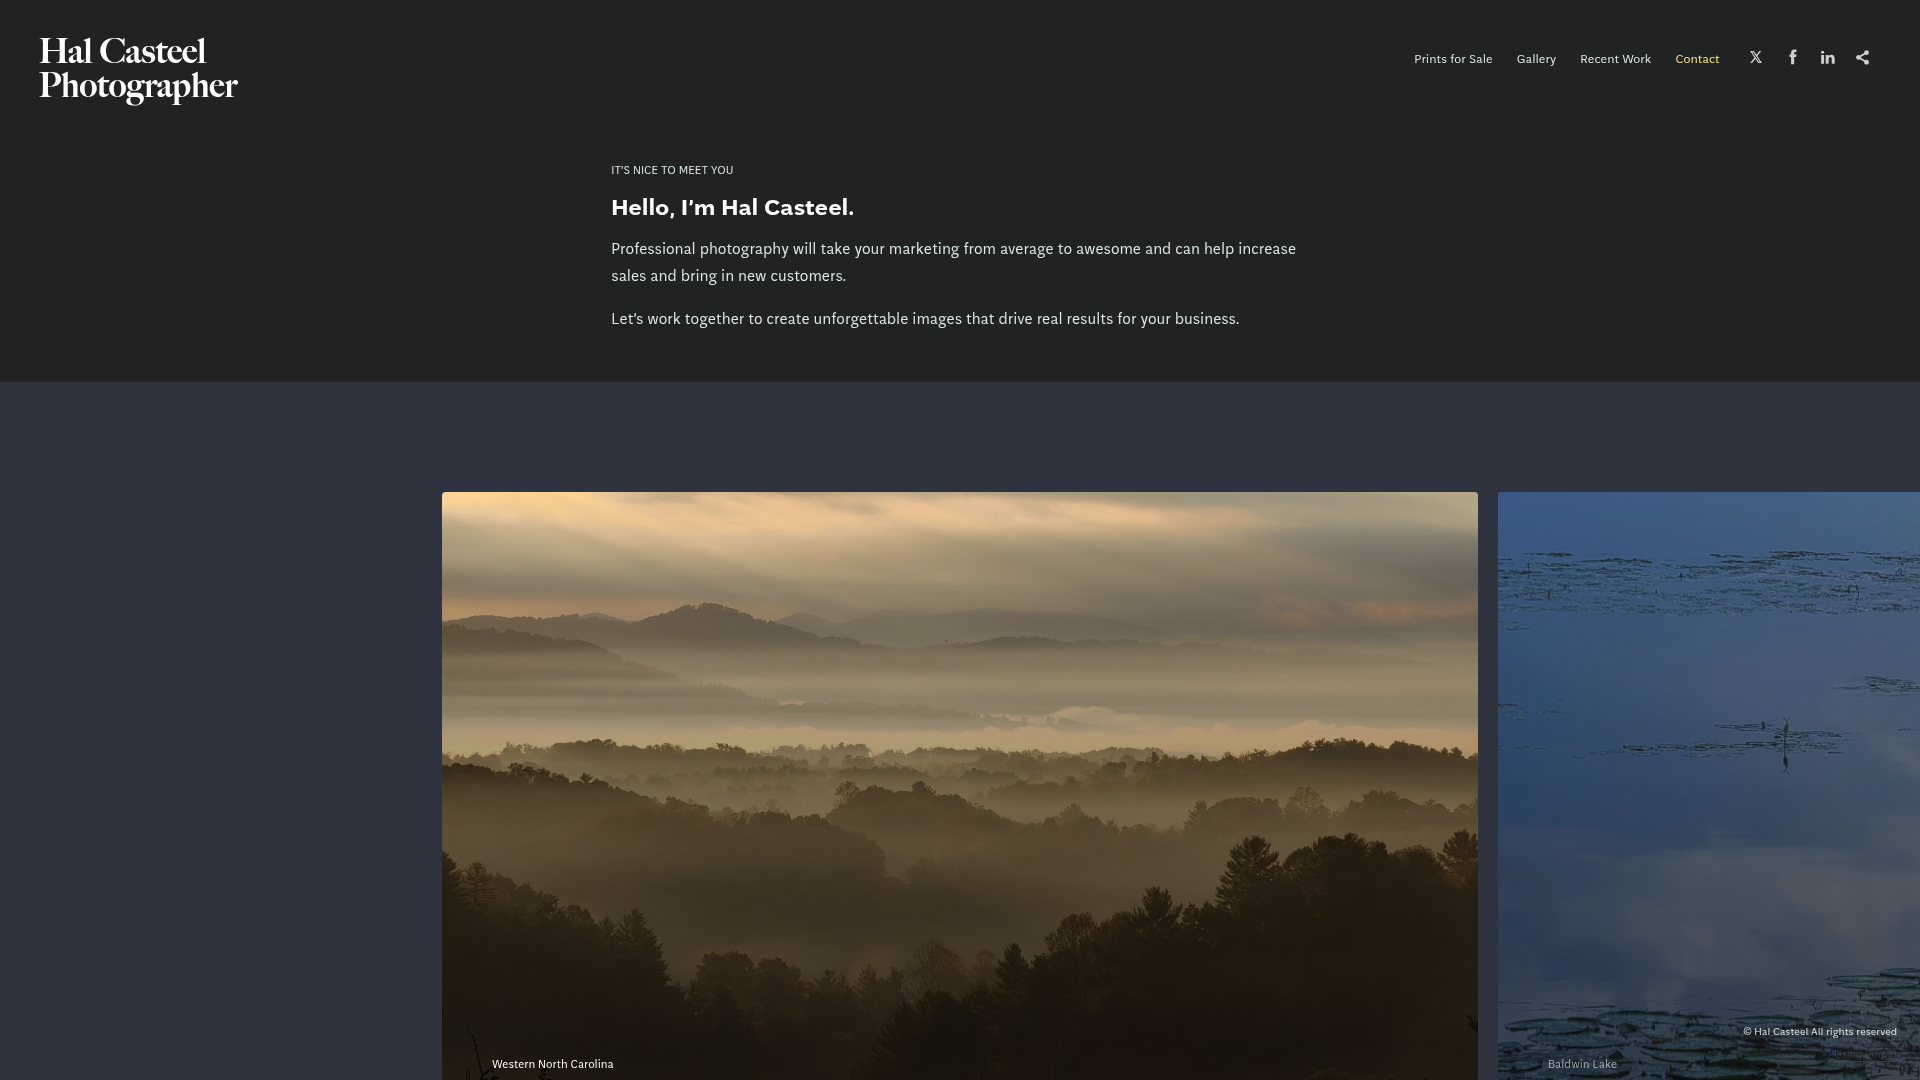 Hal Casteel
Photographer
Prints for Sale
Gallery
Recent Work
Contact
IT'S NICE TO MEET YOU
Hello, I'm Hal Casteel.
Professional photography will take your marketing from average to awesome and can help increase
sales and bring in new customers.
Let's work together to create unforgettable images that drive real results for your business.
© Hal Casteel All rights reserved
Western North Carolina
Baldwin Lake